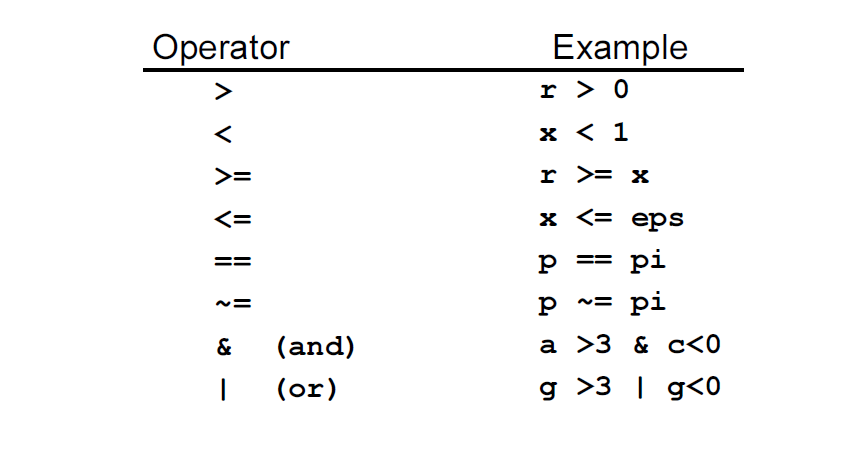 Operator Example
> r > 0
< x < 1
>= r >= x
<= x <= eps
== p == pi
~= p ~= pi
& (and) a >3 & c<0
| (or) g >3 | g<0